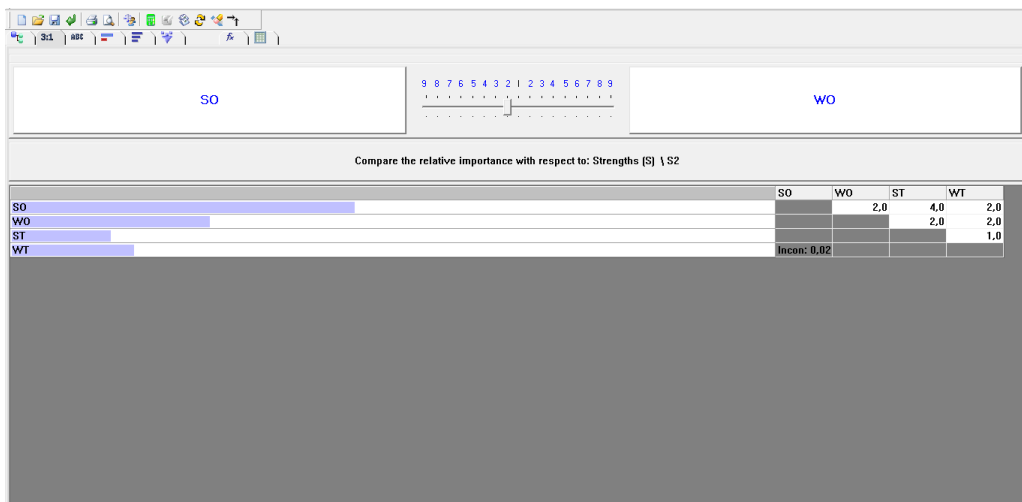 3:1 ABC fx
9 8 7 6 5 4 3 2 1 2 3 4 5 6 7 8 9
SO
WO
Compare the relative importance with respect to: Strengths (S) \ S2
SO WO ST WT
SO 2,0 4,0 2,0
WO 2,0 2,0
ST 1,0
WT Incon: 0,02